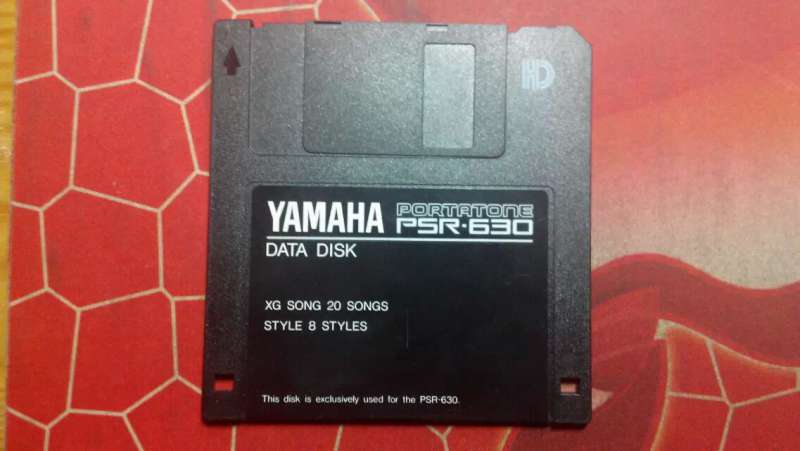 HD
YAMAHA PORTATONE PSR-630
DATA DISK
XG SONG 20 SONGS
STYLE 8 STYLES
This disk is exclusively used for the PSR-630.